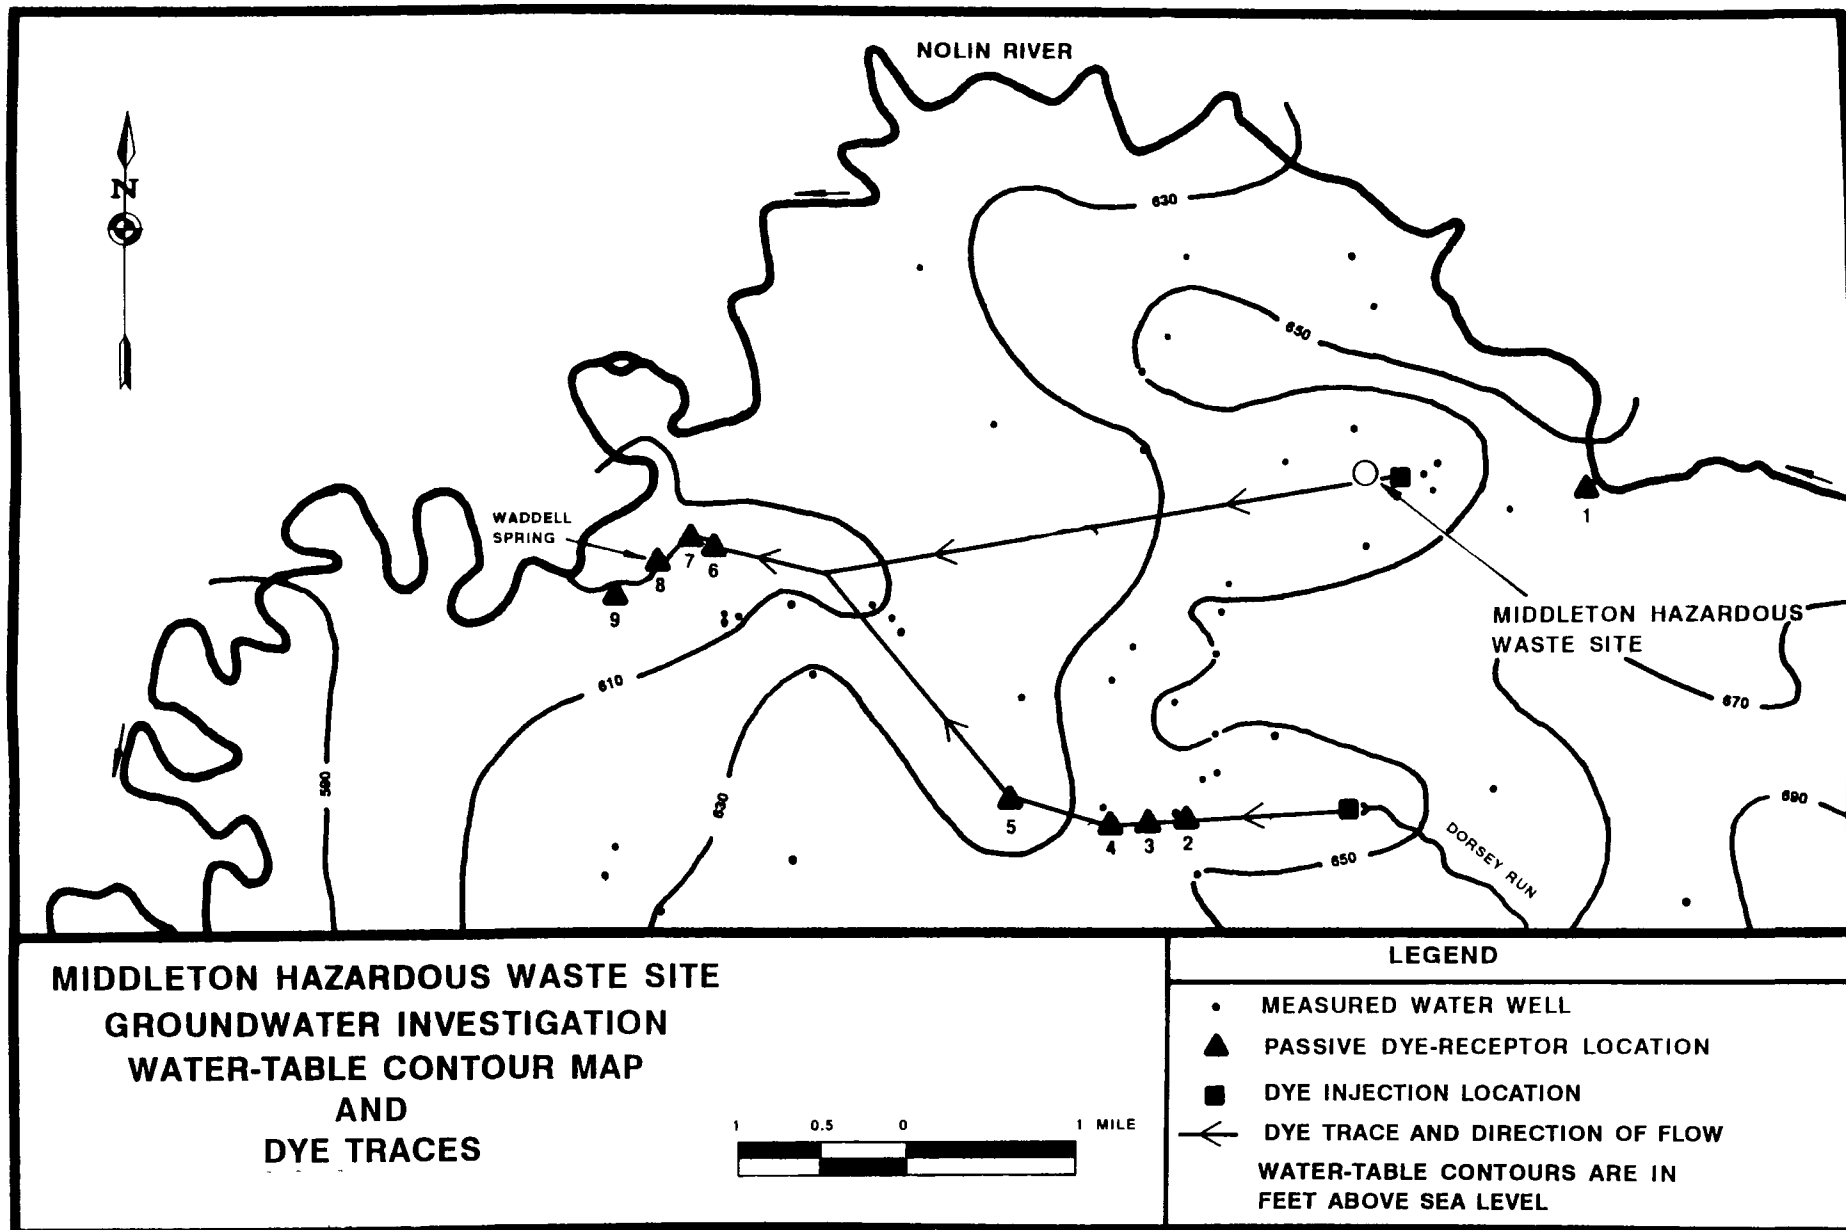 NOLIN RIVER
N
630
650
WADDELL
SPRING
1
7
6
8
9
MIDDLETON HAZARDOUS
WASTE SITE
610
670
590
630
690
5
4
3
2
650
DORSEY RUN
MIDDLETON HAZARDOUS WASTE SITE
GROUNDWATER INVESTIGATION
WATER-TABLE CONTOUR MAP
AND
DYE TRACES
1 0.5 0 1 MILE
LEGEND
MEASURED WATER WELL
PASSIVE DYE-RECEPTOR LOCATION
DYE INJECTION LOCATION
DYE TRACE AND DIRECTION OF FLOW
WATER-TABLE CONTOURS ARE IN
FEET ABOVE SEA LEVEL